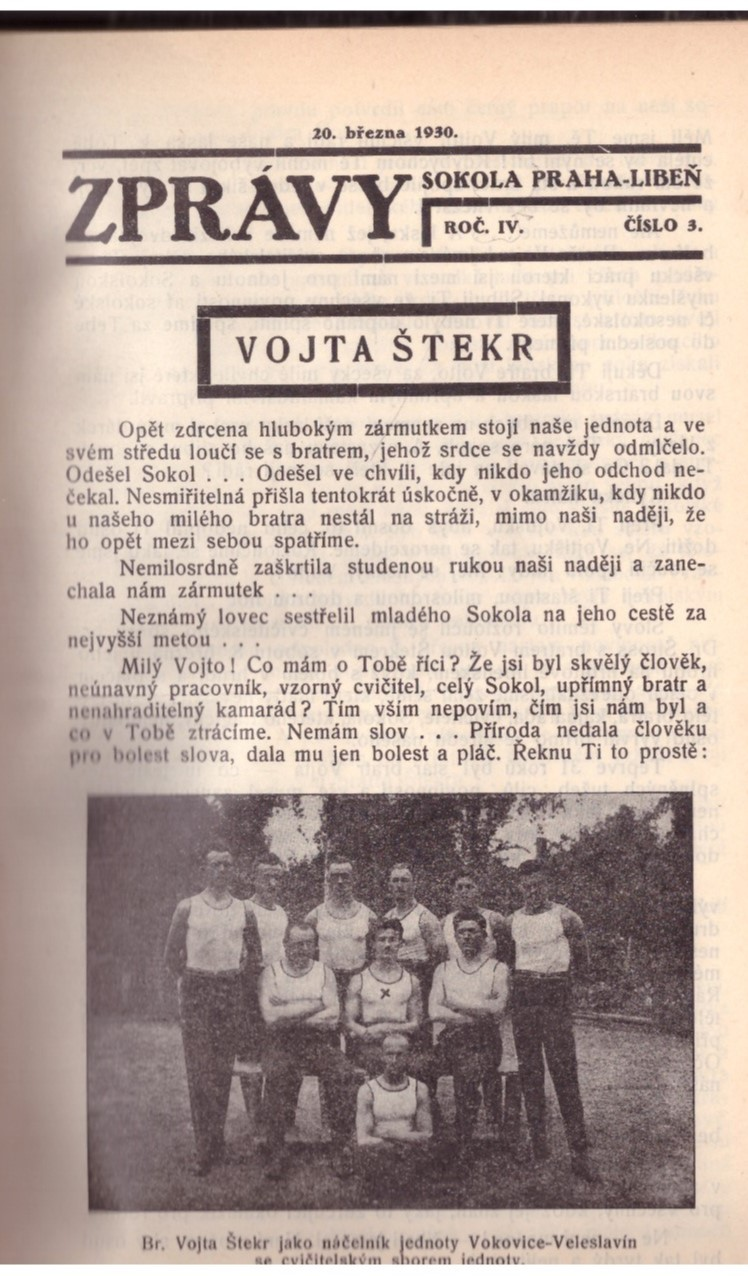 20. března 1930.
ZPRÁVY SOKOLA PRAHA-LIBEŇ
ROČ. IV. ČÍSLO 3.
VOJTA ŠTEKR
Opět zdrcena hlubokým zármutkem stojí naše jednota a ve
svém středu loučí se s bratrem, jehož srdce se navždy odmlčelo.
Odešel Sokol . . . Odešel ve chvíli, kdy nikdo jeho odchod ne-
čekal. Nesmiřitelná přišla tentokrát úskočně, v okamžiku, kdy nikdo
u našeho milého bratra nestál na stráži, mimo naši naději, že
ho opět mezi sebou spatříme.
Nemilosrdně zaškrtila studenou rukou naši naději a zane-
chala nám zármutek . . .
Neznámý lovec sestřelil mladého Sokola na jeho cestě za
nejvyšší metou . . .
Milý Vojto! Co mám o Tobě říci? Že jsi byl skvělý člověk,
neúnavný pracovník, vzorný cvičitel, celý Sokol, upřímný bratr a
nenahraditelný kamarád? Tím vším nepovím, čím jsi nám byl a
co v Tobě ztrácíme. Nemám slov . . . Příroda nedala člověku
pro bolest slova, dala mu jen bolest a pláč. Řeknu Ti to prostě:
Br. Vojta Štekr jako náčelník jednoty Vokovice-Veleslavín
se cvičitelským sborem jednoty.